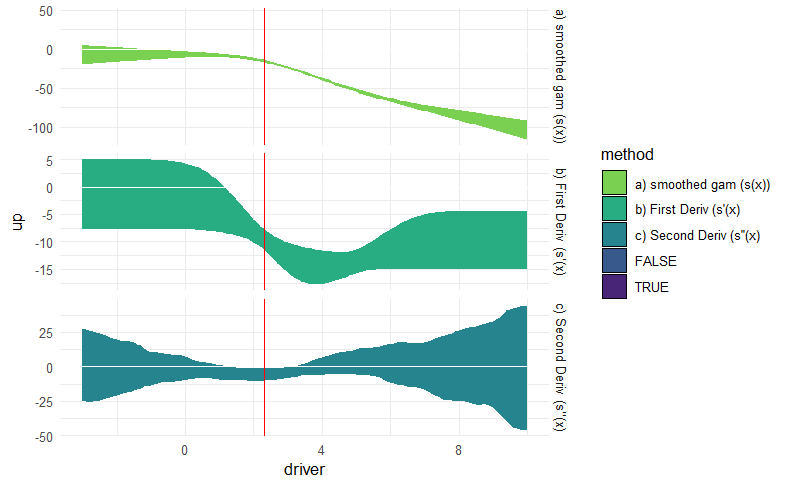 50
0
-50
-100
a) smoothed gam (s(x))
5
0
-5
-10
-15
b) First Deriv (s'(x)
25
0
-25
-50
c) Second Deriv (s''(x)
up
0
4
8
driver
method
a) smoothed gam (s(x))
b) First Deriv (s'(x)
c) Second Deriv (s''(x)
FALSE
TRUE